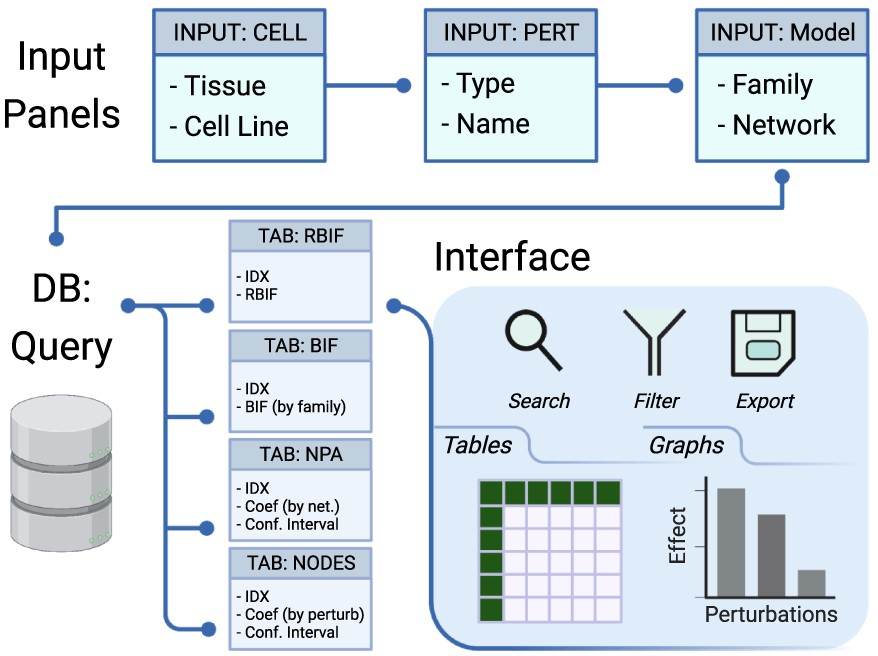 Input
Panels
INPUT: CELL
- Tissue
- Cell Line
INPUT: PERT
- Type
- Name
INPUT: Model
- Family
- Network
DB:
Query
TAB: RBIF
- IDX
- RBIF
TAB: BIF
- IDX
- BIF (by family)
TAB: NPA
- IDX
- Coef (by net.)
- Conf. Interval
TAB: NODES
- IDX
- Coef (by perturb)
- Conf. Interval
Interface
Search
Filter
Export
Tables
Graphs
Effect
Perturbations